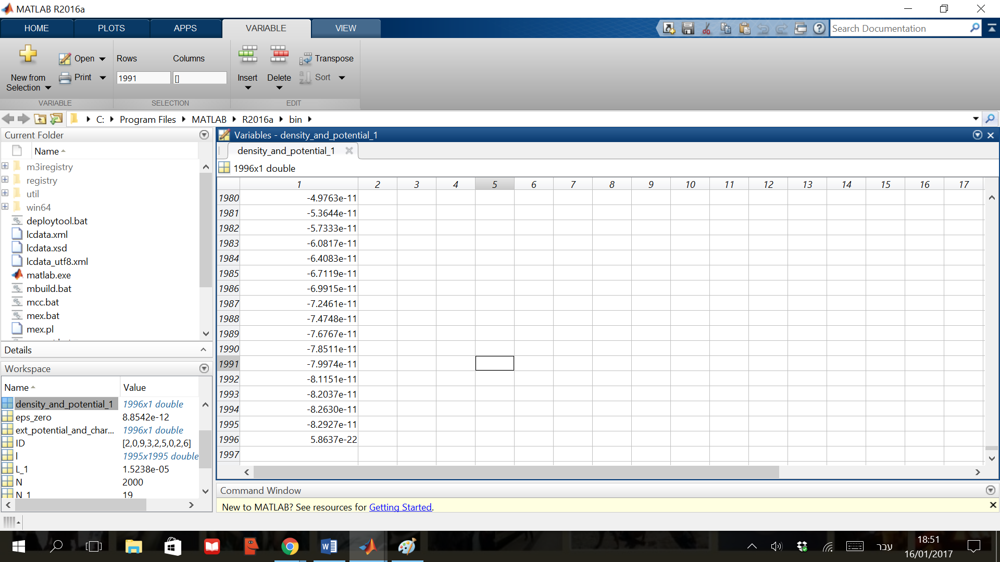 MATLAB R2016a
HOME PLOTS APPS VARIABLE VIEW
Search Documentation
New from Selection
Open
Print
Rows Columns
1991 []
Insert Delete
Transpose
Sort
VARIABLE SELECTION EDIT
C: Program Files MATLAB R2016a bin
Current Folder
Name
m3iregistry
registry
util
win64
deploytool.bat
lcdata.xml
lcdata.xsd
lcdata_utf8.xml
matlab.exe
mbuild.bat
mcc.bat
mex.bat
mex.pl
Details
Workspace
Name Value
density_and_potential_1 1996x1 double
eps_zero 8.8542e-12
ext_potential_and_char... 1996x1 double
ID [2,0,9,3,2,5,0,2,6]
l 1995x1995 double
L_1 1.5238e-05
N 2000
N_1 19
Variables - density_and_potential_1
density_and_potential_1
1996x1 double
1 2 3 4 5 6 7 8 9 10 11 12 13 14 15 16 17
1980 -4.9763e-11
1981 -5.3644e-11
1982 -5.7333e-11
1983 -6.0817e-11
1984 -6.4083e-11
1985 -6.7119e-11
1986 -6.9915e-11
1987 -7.2461e-11
1988 -7.4748e-11
1989 -7.6767e-11
1990 -7.8511e-11
1991 -7.9974e-11
1992 -8.1151e-11
1993 -8.2037e-11
1994 -8.2630e-11
1995 -8.2927e-11
1996 5.8637e-22
1997
Command Window
New to MATLAB? See resources for Getting Started.
עבר
18:51
16/01/2017